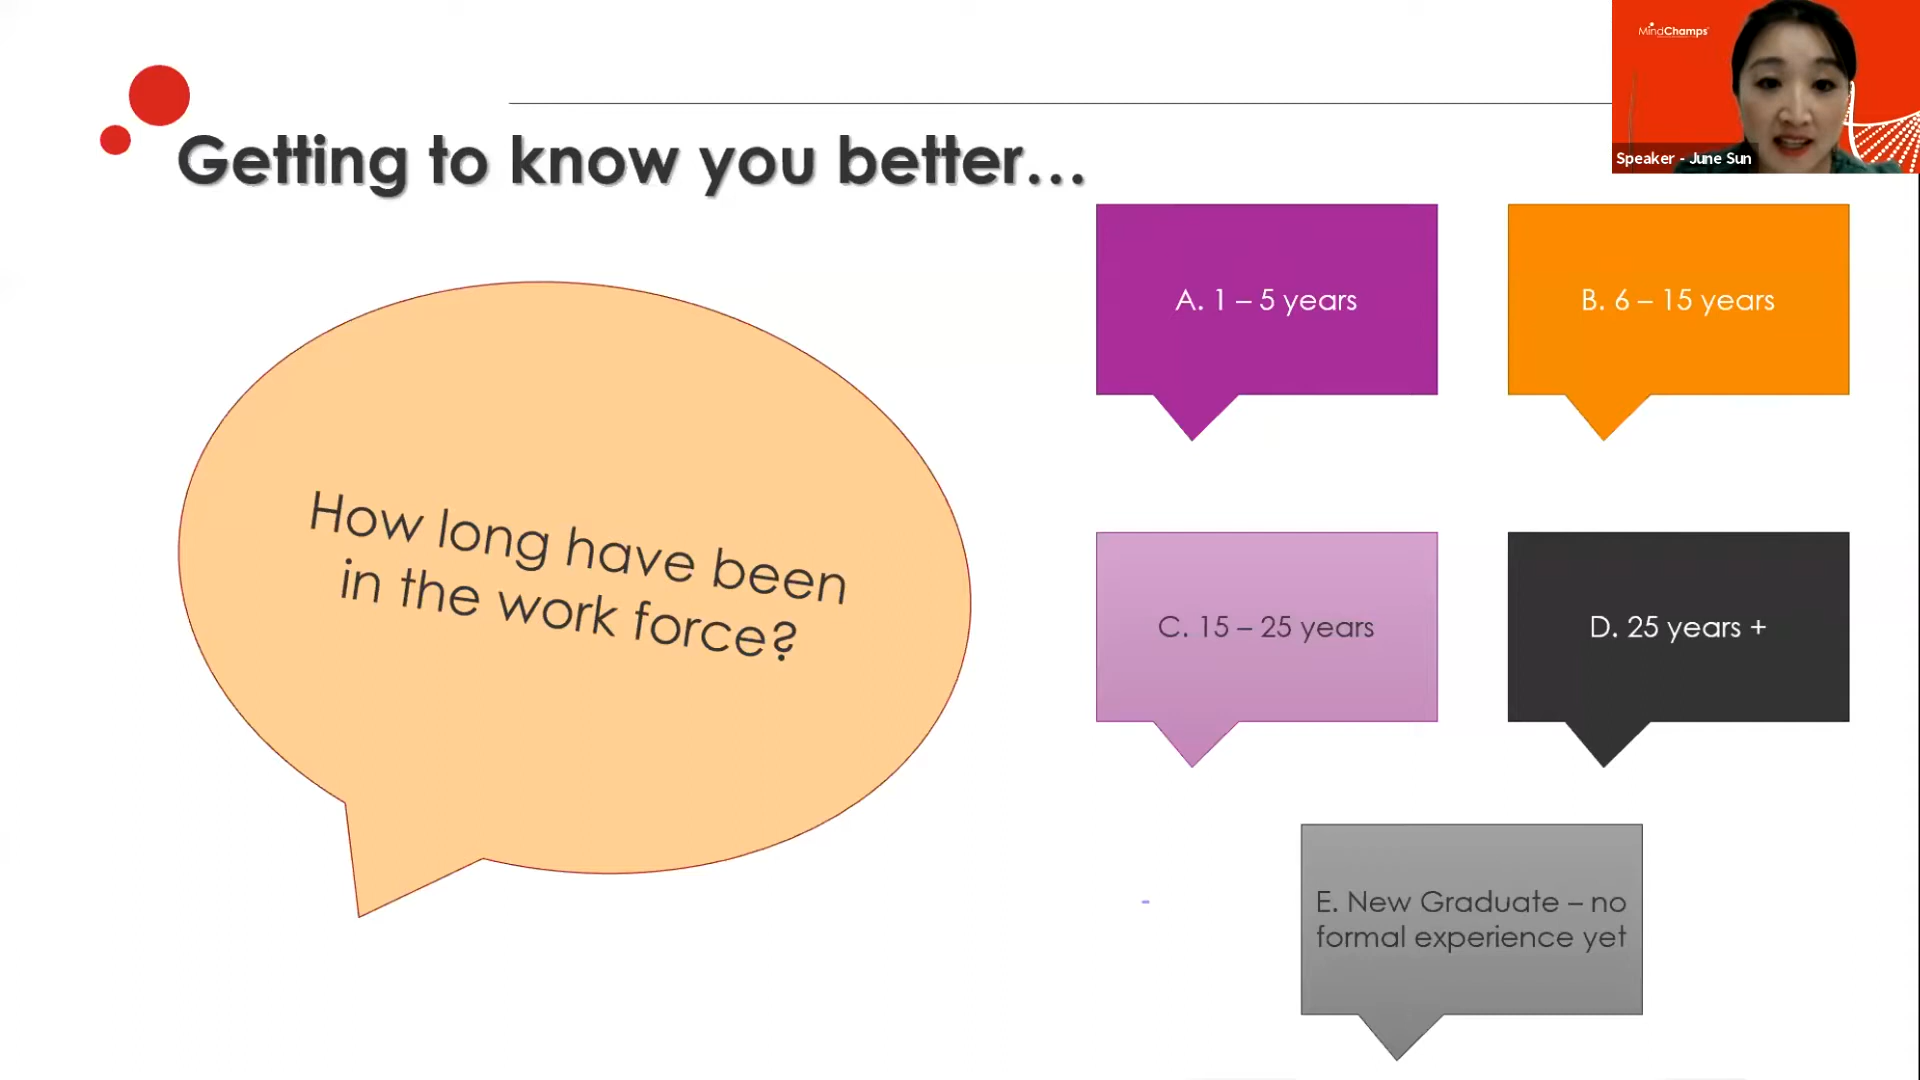 MindChamps
Speaker - June Sun
Getting to know you better...
A. 1 – 5 years
B. 6 – 15 years
How long have been
in the work force?
C. 15 – 25 years
D. 25 years +
E. New Graduate – no
formal experience yet